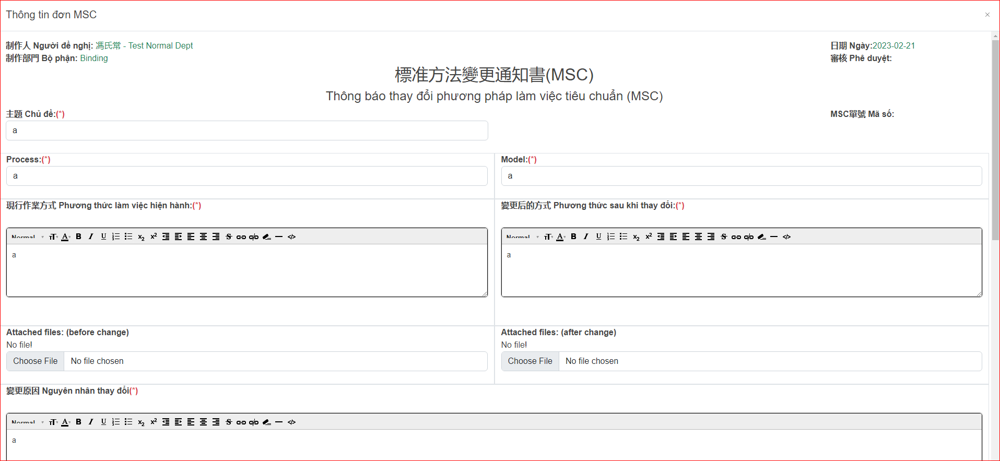 Thông tin đơn MSC
×
制作人 Người đề nghị: 馮氏常 - Test Normal Dept
日期 Ngày:2023-02-21
制作部門 Bộ phận: Binding
審核 Phê duyệt:
標准方法變更通知書(MSC)
Thông báo thay đổi phương pháp làm việc tiêu chuẩn (MSC)
主題 Chủ đề:(*)
MSC單號 Mã số:
a
Process:(*)
Model:(*)
a
a
現行作業方式 Phương thức làm việc hiện hành:(*)
變更后的方式 Phương thức sau khi thay đổi:(*)
Normal
Normal
a
a
Attached files: (before change)
Attached files: (after change)
No file!
No file!
Choose File No file chosen
Choose File No file chosen
變更原因 Nguyên nhân thay đổi(*)
Normal
a